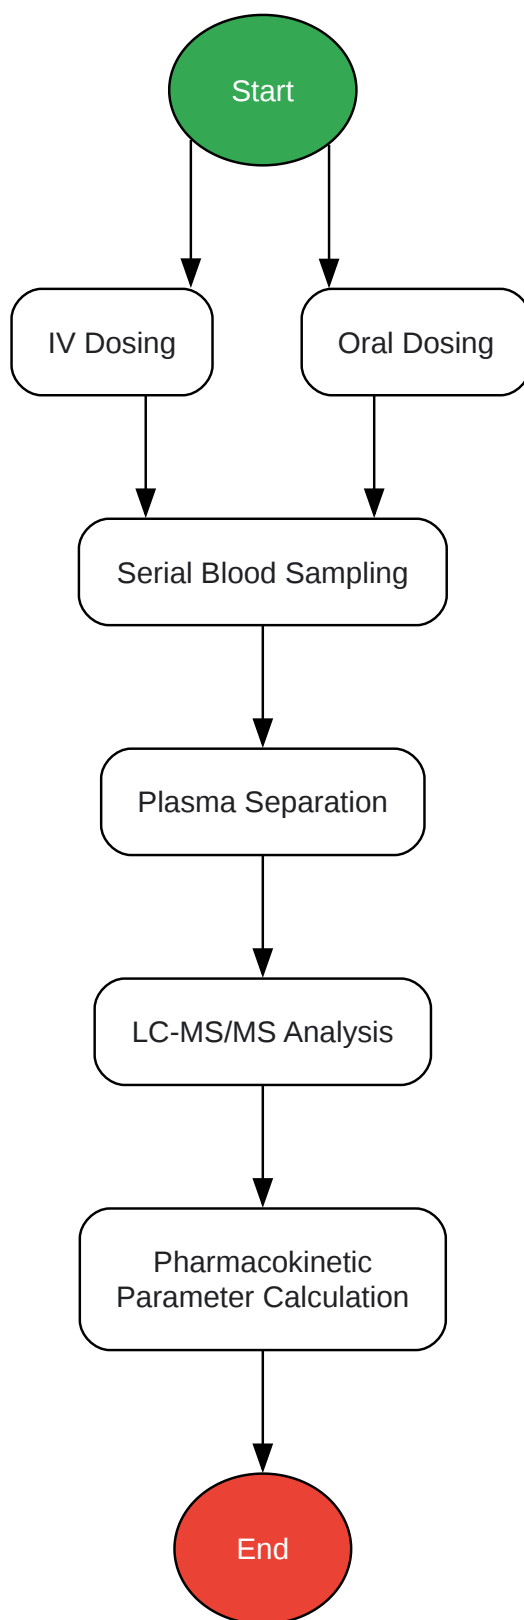 Start
IV Dosing
Oral Dosing
Serial Blood Sampling
Plasma Separation
LC-MS/MS Analysis
Pharmacokinetic
Parameter Calculation
End